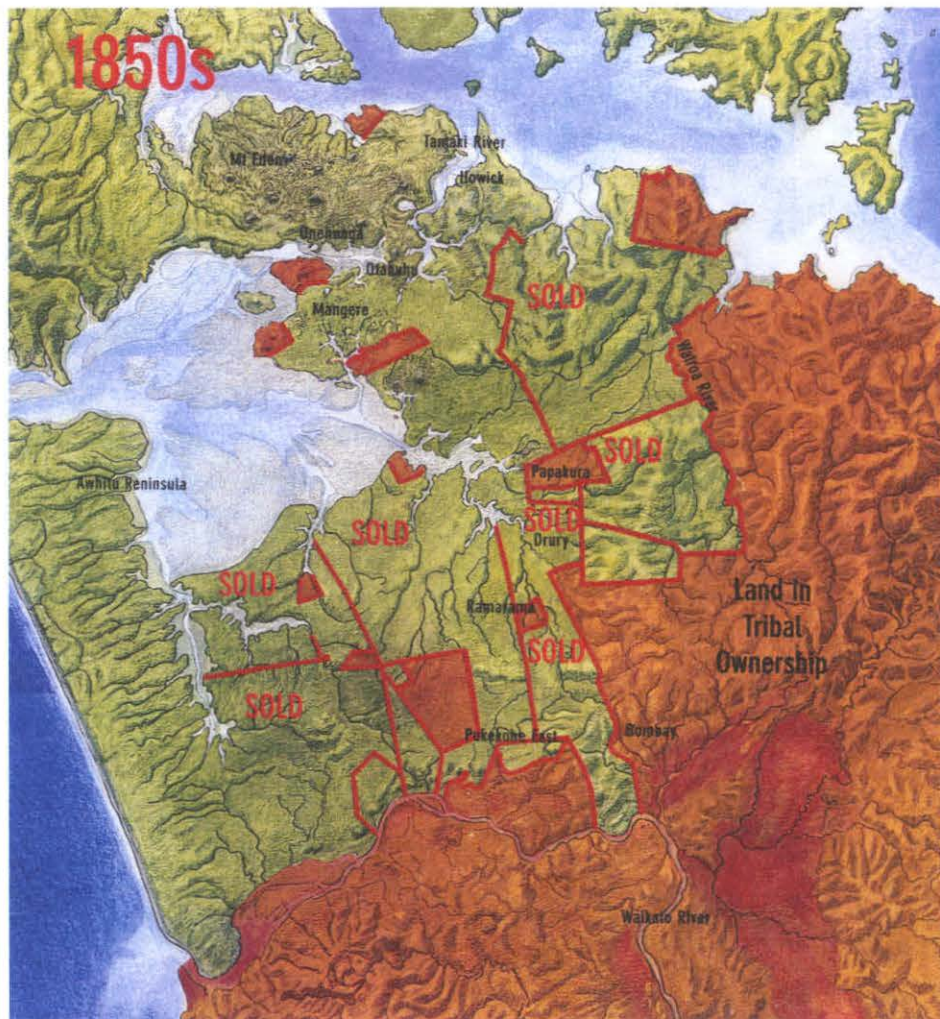 1850s
Mt Eden
Tamaki River
Howick
Onehunga
Otahuhu
Mangere
SOLD
Wairoa River
SOLD
Papakura
Awhitu Peninsula
SOLD
SOLD
Drury
SOLD
Ramarama
Land in
Tribal
Ownership
SOLD
SOLD
Pukekohe East
Bombay
Waikato River